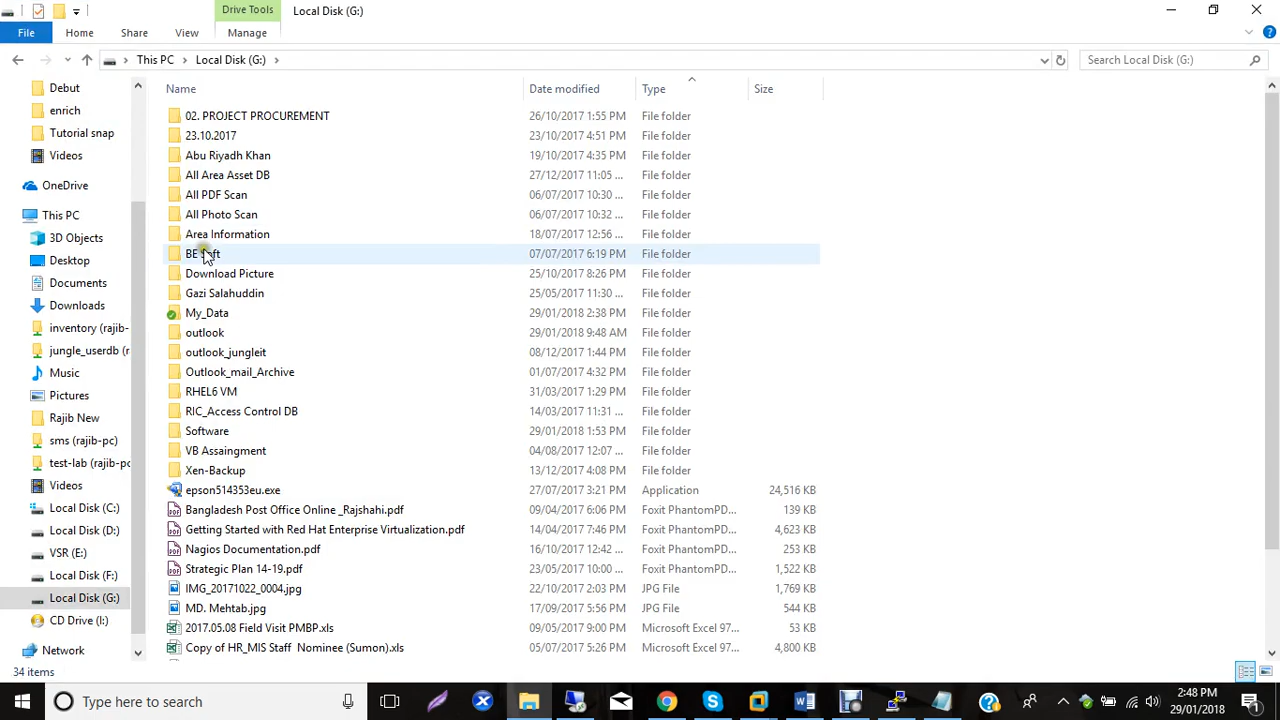 Drive Tools
Local Disk (G:)
File Home Share View Manage
This PC Local Disk (G:)
Search Local Disk (G:)
Debut
enrich
Tutorial snap
Videos
OneDrive
This PC
3D Objects
Desktop
Documents
Downloads
inventory (rajib-
jungle_userdb (r
Music
Pictures
Rajib New
sms (rajib-pc)
test-lab (rajib-pc
Videos
Local Disk (C:)
Local Disk (D:)
VSR (E:)
Local Disk (F:)
Local Disk (G:)
CD Drive (I:)
Network
Name Date modified Type Size
02. PROJECT PROCUREMENT 26/10/2017 1:55 PM File folder
23.10.2017 23/10/2017 4:51 PM File folder
Abu Riyadh Khan 19/10/2017 4:35 PM File folder
All Area Asset DB 27/12/2017 11:05 ... File folder
All PDF Scan 06/07/2017 10:30 ... File folder
All Photo Scan 06/07/2017 10:32 ... File folder
Area Information 18/07/2017 12:56 ... File folder
BE 07/07/2017 6:19 PM File folder
Download Picture 25/10/2017 8:26 PM File folder
Gazi Salahuddin 25/05/2017 11:30 ... File folder
My_Data 29/01/2018 2:38 PM File folder
outlook 29/01/2018 9:48 AM File folder
outlook_jungleit 08/12/2017 1:44 PM File folder
Outlook_mail_Archive 01/07/2017 4:32 PM File folder
RHEL6 VM 31/03/2017 1:29 PM File folder
RIC_Access Control DB 14/03/2017 11:31 ... File folder
Software 29/01/2018 1:53 PM File folder
VB Assaingment 04/08/2017 12:07 ... File folder
Xen-Backup 13/12/2017 4:08 PM File folder
epson514353eu.exe 27/07/2017 3:21 PM Application 24,516 KB
Bangladesh Post Office Online _Rajshahi.pdf 09/04/2017 6:06 PM Foxit PhantomPD... 139 KB
Getting Started with Red Hat Enterprise Virtualization.pdf 14/04/2017 7:46 PM Foxit PhantomPD... 4,623 KB
Nagios Documentation.pdf 16/10/2017 12:42 ... Foxit PhantomPD... 253 KB
Strategic Plan 14-19.pdf 23/05/2017 10:00 ... Foxit PhantomPD... 1,522 KB
IMG_20171022_0004.jpg 22/10/2017 2:03 PM JPG File 1,769 KB
MD. Mehtab.jpg 17/09/2017 5:56 PM JPG File 544 KB
2017.05.08 Field Visit PMBP.xls 09/05/2017 9:00 PM Microsoft Excel 97... 53 KB
Copy of HR_MIS Staff Nominee (Sumon).xls 05/07/2017 5:26 PM Microsoft Excel 97... 4,800 KB
34 items
Type here to search
2:48 PM
29/01/2018